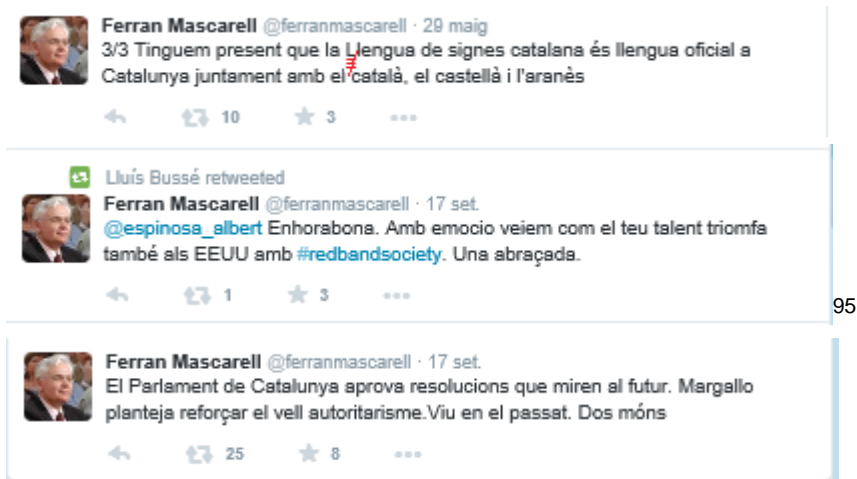 Ferran Mascarell @ferranmascarell · 29 maig
3/3 Tinguem present que la Llengua de signes catalana és llengua oficial a
Catalunya juntament amb el català, el castellà i l'aranès
10 3
Lluís Bussé retweeted
Ferran Mascarell @ferranmascarell · 17 set.
@espinosa_albert Enhorabona. Amb emocio veiem com el teu talent triomfa
també als EEUU amb #redbandsociety. Una abraçada.
1 3
95
Ferran Mascarell @ferranmascarell · 17 set.
El Parlament de Catalunya aprova resolucions que miren al futur. Margallo
planteja reforçar el vell autoritarisme.Viu en el passat. Dos móns
25 8